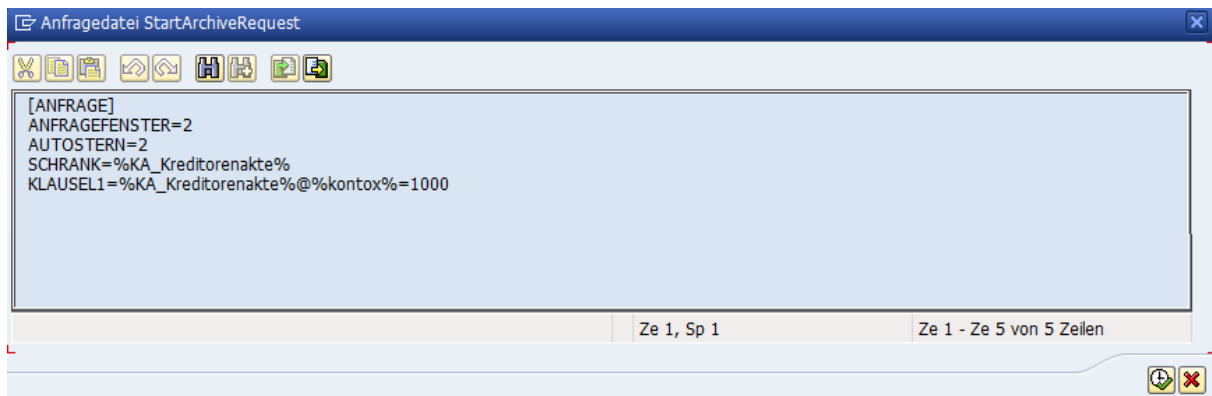 Anfragedatei StartArchiveRequest
[ANFRAGE]
ANFRAGEFENSTER=2
AUTOSTERN=2
SCHRANK=%KA_Kreditorenakte%
KLAUSEL1=%KA_Kreditorenakte%@%kontox%=1000
Ze 1, Sp 1
Ze 1 - Ze 5 von 5 Zeilen